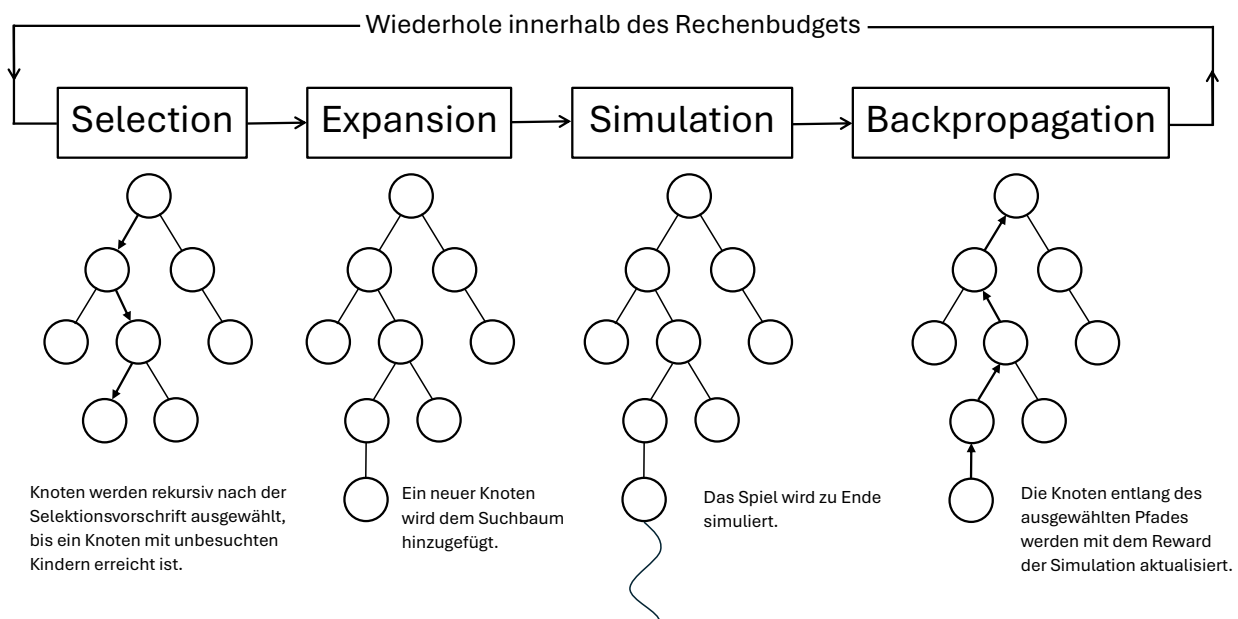 Wiederhole innerhalb des Rechenbudgets
Selection
Expansion
Simulation
Backpropagation
Knoten werden rekursiv nach der
Selektionsvorschrift ausgewählt,
bis ein Knoten mit unbesuchten
Kindern erreicht ist.
Ein neuer Knoten
wird dem Suchbaum
hinzugefügt.
Das Spiel wird zu Ende
simuliert.
Die Knoten entlang des
ausgewählten Pfades
werden mit dem Reward
der Simulation aktualisiert.